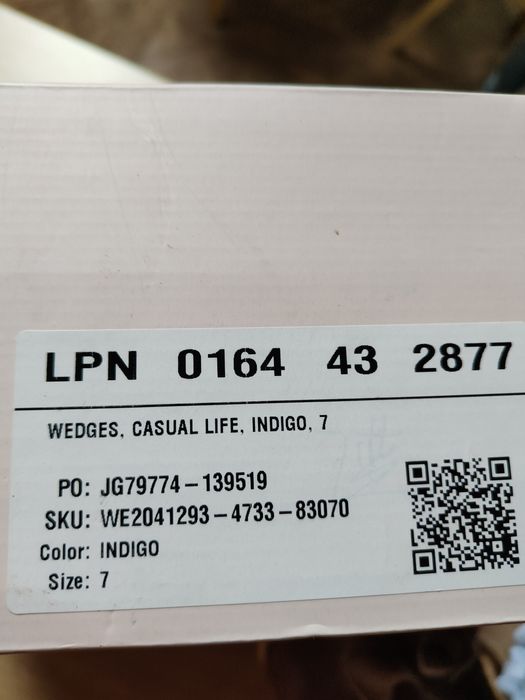 LPN 0164 43 2877
WEDGES, CASUAL LIFE, INDIGO, 7
PO: JG79774-139519
SKU: WE2041293-4733-83070
Color: INDIGO
Size: 7